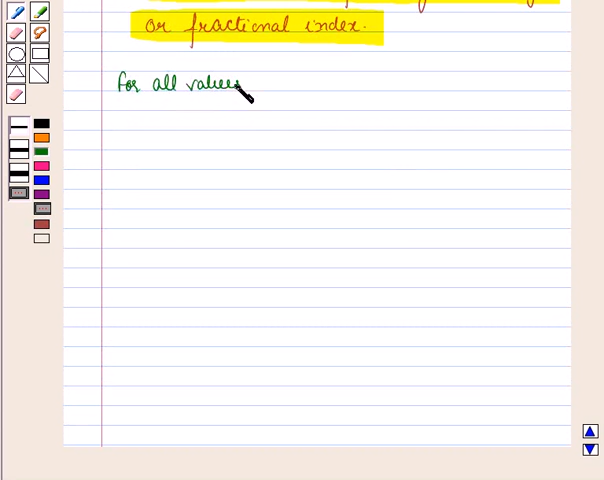 or fractional index.
for all values